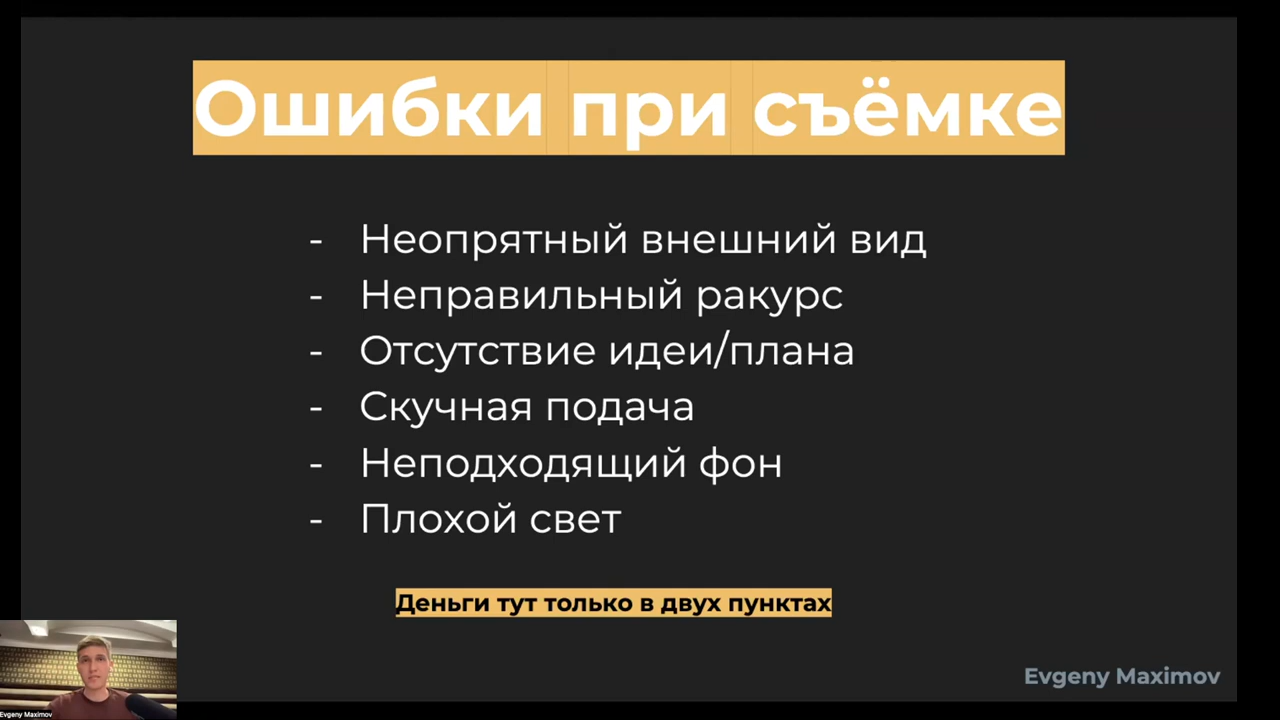 Ошибки при съёмке
- Неопрятный внешний вид
- Неправильный ракурс
- Отсутствие идеи/плана
- Скучная подача
- Неподходящий фон
- Плохой свет
Деньги тут только в двух пунктах
Evgeny Maximov
Evgeny Maximov